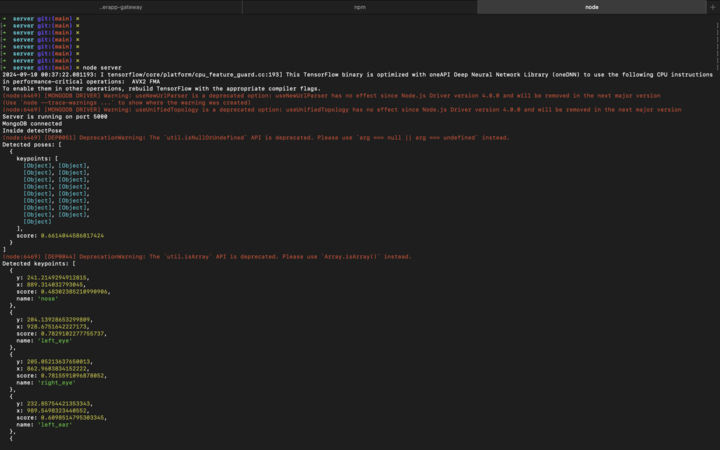 …erapp-gateway
npm
node
+
➜ server git:(main) ✗
➜ server git:(main) ✗
➜ server git:(main) ✗
➜ server git:(main) ✗
➜ server git:(main) ✗
➜ server git:(main) ✗
➜ server git:(main) ✗
➜ server git:(main) ✗ node server
2024-09-10 00:37:22.081193: I tensorflow/core/platform/cpu_feature_guard.cc:193] This TensorFlow binary is optimized with oneAPI Deep Neural Network Library (oneDNN) to use the following CPU instructions
in performance-critical operations: AVX2 FMA
To enable them in other operations, rebuild TensorFlow with the appropriate compiler flags.
(node:6469) [MONGODB DRIVER] Warning: useNewUrlParser is a deprecated option: useNewUrlParser has no effect since Node.js Driver version 4.0.0 and will be removed in the next major version
(Use `node --trace-warnings ...` to show where the warning was created)
(node:6469) [MONGODB DRIVER] Warning: useUnifiedTopology is a deprecated option: useUnifiedTopology has no effect since Node.js Driver version 4.0.0 and will be removed in the next major version
Server is running on port 5000
MongoDB connected
Inside detectPose
(node:6469) [DEP0051] DeprecationWarning: The `util.isNullOrUndefined` API is deprecated. Please use `arg === null || arg === undefined` instead.
Detected poses: [
{
keypoints: [
[Object], [Object],
[Object], [Object],
[Object], [Object],
[Object], [Object],
[Object], [Object],
[Object], [Object],
[Object], [Object],
[Object], [Object],
[Object]
],
score: 0.6614044586817424
}
]
(node:6469) [DEP0044] DeprecationWarning: The `util.isArray` API is deprecated. Please use `Array.isArray()` instead.
Detected keypoints: [
{
y: 241.2149294912815,
x: 889.314032793045,
score: 0.48302385210990906,
name: 'nose'
},
{
y: 204.13928653299809,
x: 928.6751642227173,
score: 0.7829102277755737,
name: 'left_eye'
},
{
y: 205.05213637650013,
x: 862.9603834152222,
score: 0.7815591096878052,
name: 'right_eye'
},
{
y: 232.85754421353343,
x: 989.5498323440552,
score: 0.6098514795303345,
name: 'left_ear'
},
{